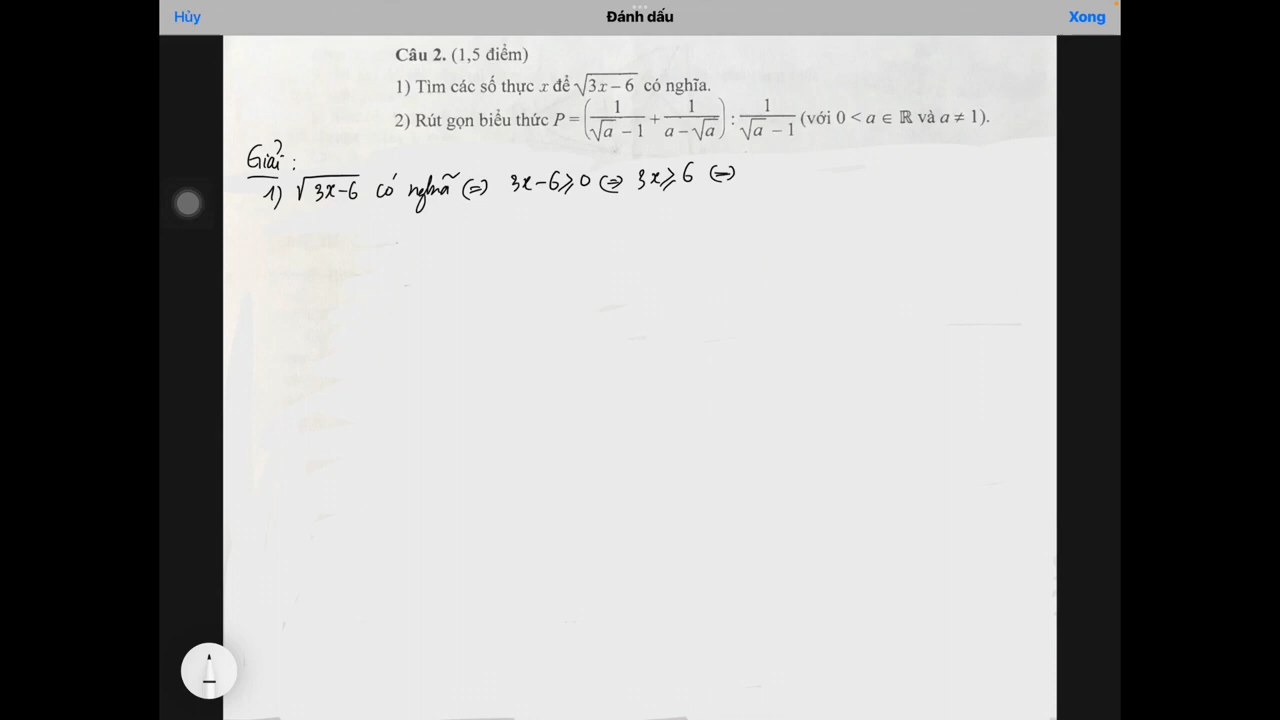 Hủy Đánh dấu Xong
Câu 2. (1,5 điểm)
1) Tìm các số thực x để √(3x − 6) có nghĩa.
2) Rút gọn biểu thức P = (1/(√a − 1) + 1/(a − √a)) : 1/(√a − 1) (với 0 < a ∈ ℝ và a ≠ 1).
Giải :
1) √(3x−6) có nghĩa (=) 3x−6 ⩾ 0 (=) 3x ⩾ 6 (=)